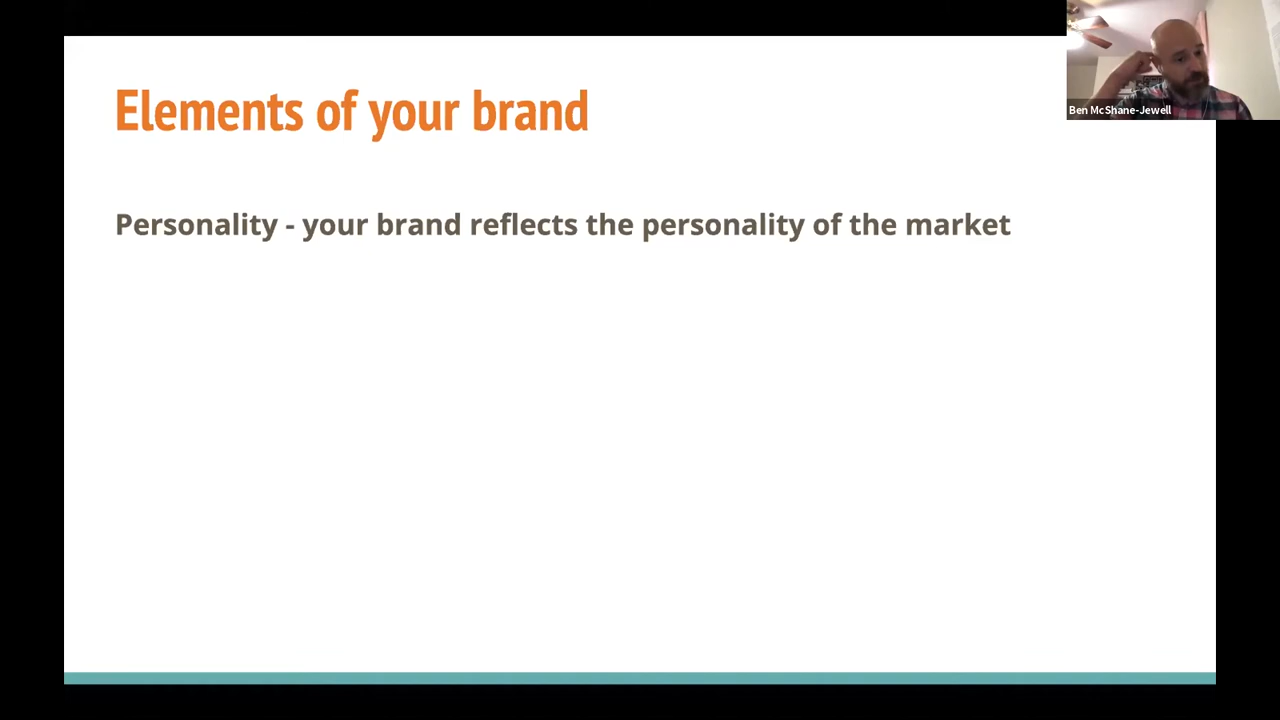 Elements of your brand
Ben McShane-Jewell
Personality - your brand reflects the personality of the market